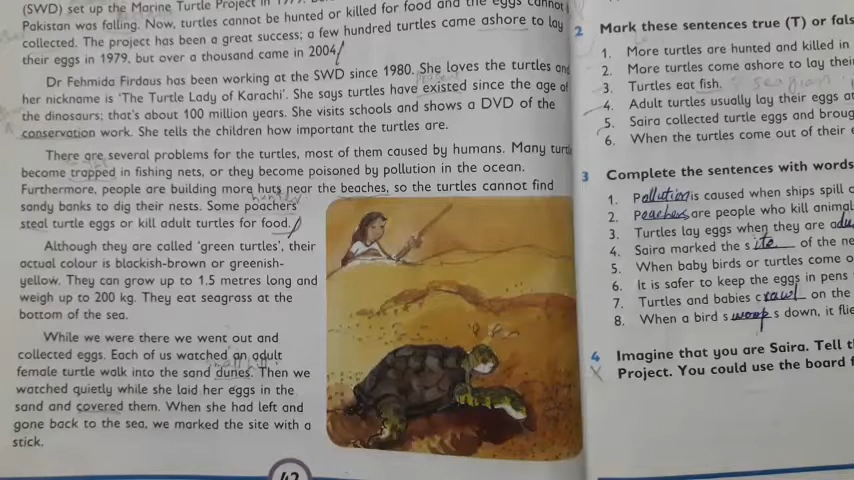 (SWD) set up the Marine Turtle Project in
Pakistan was falling. Now, turtles cannot be hunted or killed for food and the eggs cannot
collected. The project has been a great success; a few hundred turtles came ashore to lay
their eggs in 1979, but over a thousand came in 2004
Dr Fehmida Firdaus has been working at the SWD since 1980. She loves the turtles and
her nickname is 'The Turtle Lady of Karachi'. She says turtles have existed since the age of
the dinosaurs; that's about 100 million years. She visits schools and shows a DVD of the
conservation work. She tells the children how important the turtles are.
There are several problems for the turtles, most of them caused by humans. Many
become trapped in fishing nets, or they become poisoned by pollution in the ocean.
Furthermore, people are building more huts near the beaches, so the turtles cannot find
sandy banks to dig their nests. Some poachers
steal turtle eggs or kill adult turtles for food.
Although they are called 'green turtles', their
actual colour is blackish-brown or greenish-
yellow. They can grow up to 1.5 metres long and
weigh up to 200 kg. They eat seagrass at the
bottom of the sea.
While we were there we went out and
collected eggs. Each of us watched an adult
female turtle walk into the sand dunes. Then we
watched quietly while she laid her eggs in the
sand and covered them. When she had left and
gone back to the sea, we marked the site with a
stick.
42
2 Mark these sentences true (T) or fals
1. More turtles are hunted and killed in
2. More turtles come ashore to lay thei
3. Turtles eat fish. seagrass
4. Adult turtles usually lay their eggs a
5. Saira collected turtle eggs and broug
6. When the turtles come out of their
3 Complete the sentences with words
1. Pollution is caused when ships spill
2. Poachers are people who kill animal
3. Turtles lay eggs when they are adu
4. Saira marked the site of the ne
5. When baby birds or turtles come o
6. It is safer to keep the eggs in pens
7. Turtles and babies crawl on the
8. When a bird swoops down, it flie
4 Imagine that you are Saira. Tell t
Project. You could use the board f